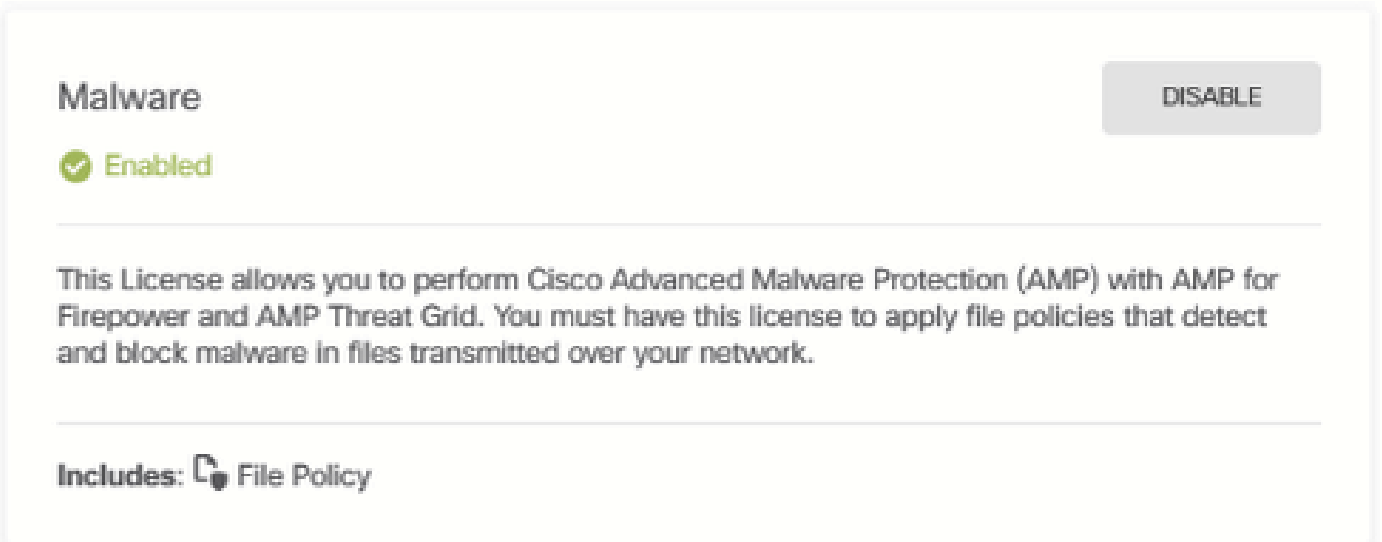 Malware
DISABLE
Enabled
This License allows you to perform Cisco Advanced Malware Protection (AMP) with AMP for
Firepower and AMP Threat Grid. You must have this license to apply file policies that detect
and block malware in files transmitted over your network.
Includes: File Policy